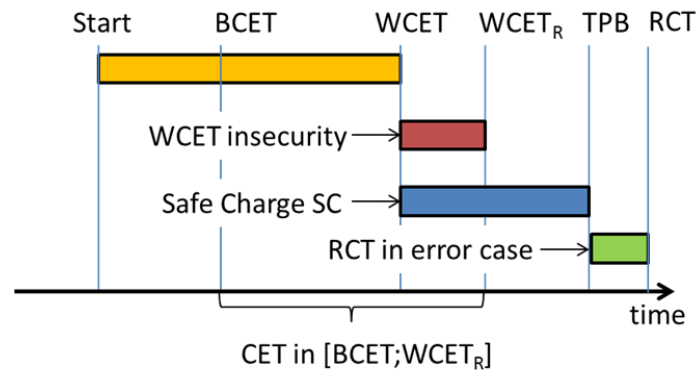 Start BCET WCET WCET_R TPB RCT
WCET insecurity
Safe Charge SC
RCT in error case
time
CET in [BCET;WCET_R]